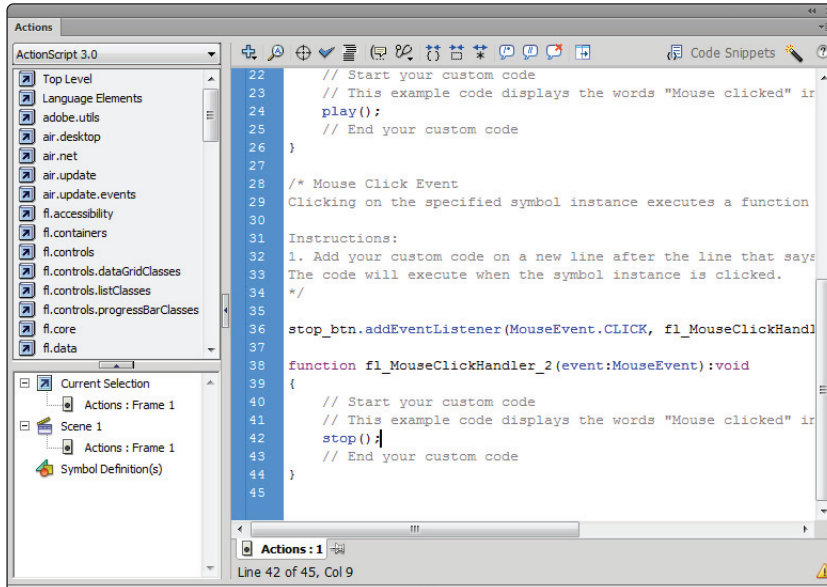 Actions
ActionScript 3.0
Top Level
Language Elements
adobe.utils
air.desktop
air.net
air.update
air.update.events
fl.accessibility
fl.containers
fl.controls
fl.controls.dataGridClasses
fl.controls.listClasses
fl.controls.progressBarClasses
fl.core
fl.data
Current Selection
Actions : Frame 1
Scene 1
Actions : Frame 1
Symbol Definition(s)
Code Snippets
22 // Start your custom code
23 // This example code displays the words "Mouse clicked" in
24 play();
25 // End your custom code
26 }
27
28 /* Mouse Click Event
29 Clicking on the specified symbol instance executes a function
30
31 Instructions:
32 1. Add your custom code on a new line after the line that says
33 The code will execute when the symbol instance is clicked.
34 */
35
36 stop_btn.addEventListener(MouseEvent.CLICK, fl_MouseClickHandl
37
38 function fl_MouseClickHandler_2(event:MouseEvent):void
39 {
40 // Start your custom code
41 // This example code displays the words "Mouse clicked" in
42 stop();
43 // End your custom code
44 }
45
Actions : 1
Line 42 of 45, Col 9